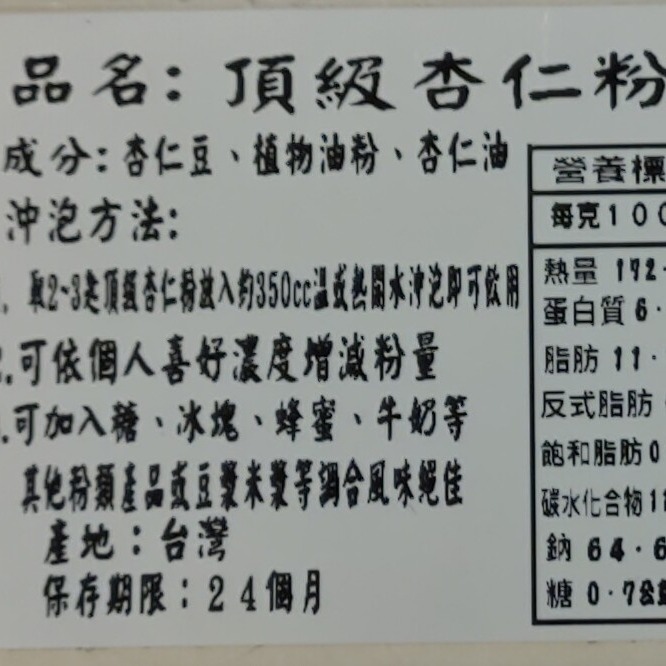 品名：頂級杏仁粉
成分：杏仁豆、植物油粉、杏仁油
沖泡方法：
取2~3匙頂級杏仁粉放入約350cc溫或熱開水沖泡即可飲用
.可依個人喜好濃度增減粉量
.可加入糖、冰塊、蜂蜜、牛奶等
其他粉類產品或豆漿米漿等調合風味絕佳
產地：台灣
保存期限：24個月
營養標
每克100
熱量 172
蛋白質 6.
脂肪 11.
反式脂肪
飽和脂肪0
碳水化合物1
鈉 64.6
糖 0.7公